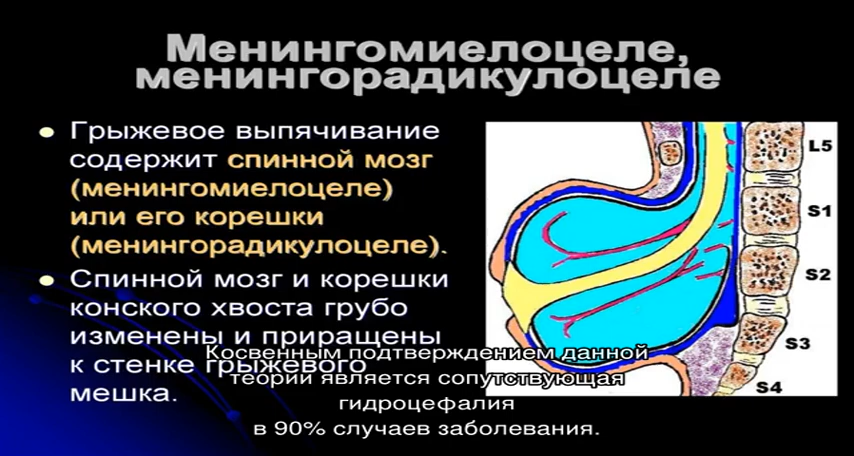 Менингомиелоцеле,
менингорадикулоцеле
Грыжевое выпячивание
содержит спинной мозг
(менингомиелоцеле)
или его корешки
(менингорадикулоцеле).
Спинной мозг и корешки
конского хвоста грубо
изменены и приращены
к стенке грыжевого
мешка.
L5
S1
S2
S3
S4
Косвенным подтверждением данной
теории является сопутствующая
гидроцефалия
в 90% случаев заболевания.